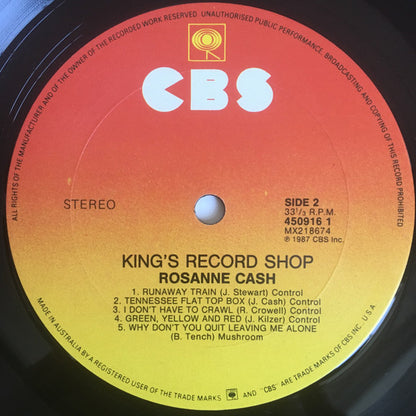 ALL RIGHTS OF THE MANUFACTURER AND OF THE OWNER OF THE RECORDED WORK RESERVED. UNAUTHORISED PUBLIC PERFORMANCE, BROADCASTING AND COPYING OF THIS RECORD PROHIBITED
CBS
STEREO
SIDE 2
33⅓ R.P.M.
450916 1
MX218674
℗ 1987 CBS Inc.
KING'S RECORD SHOP
ROSANNE CASH
1. RUNAWAY TRAIN (J. Stewart) Control
2. TENNESSEE FLAT TOP BOX (J. Cash) Control
3. I DON'T HAVE TO CRAWL (R. Crowell) Control
4. GREEN, YELLOW AND RED (J. Kilzer) Control
5. WHY DON'T YOU QUIT LEAVING ME ALONE
(B. Tench) Mushroom
MADE IN AUSTRALIA BY A REGISTERED USER OF THE TRADE MARKS AND "CBS" ARE TRADE MARKS OF CBS INC. U.S.A.